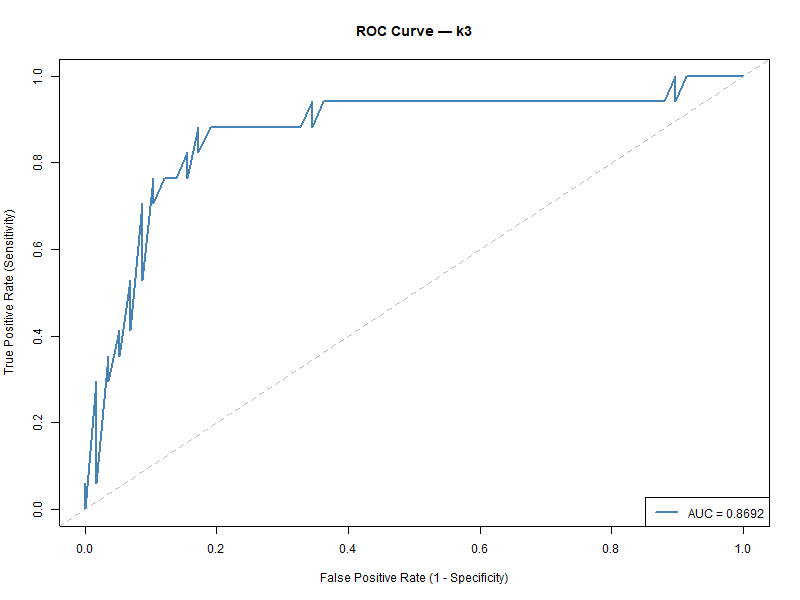 ROC Curve — k3
True Positive Rate (Sensitivity)
1.0
0.8
0.6
0.4
0.2
0.0
0.0 0.2 0.4 0.6 0.8 1.0
False Positive Rate (1 - Specificity)
AUC = 0.8692